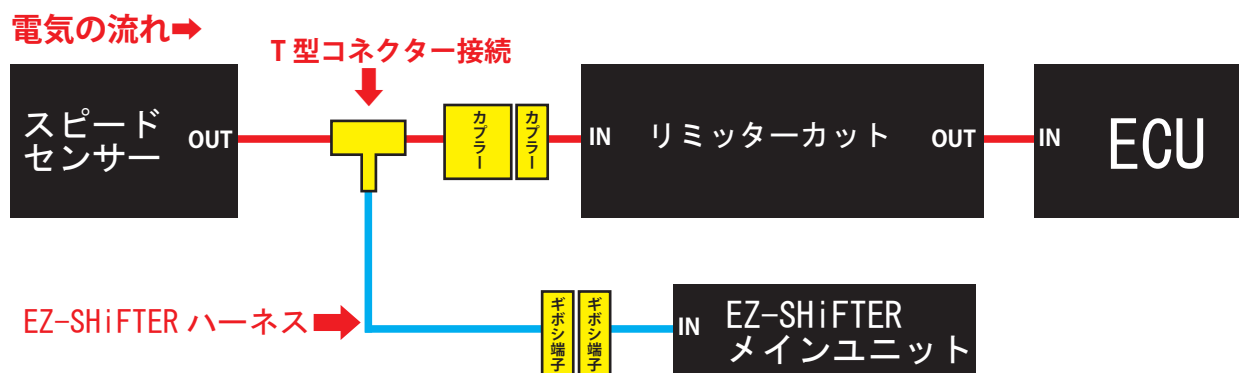 電気の流れ➡
T型コネクター接続
スピード
センサー
OUT
カプラー
カプラー
IN
リミッターカット
OUT
IN
ECU
EZ-SHiFTER ハーネス
ギボシ端子
ギボシ端子
IN
EZ-SHiFTER
メインユニット